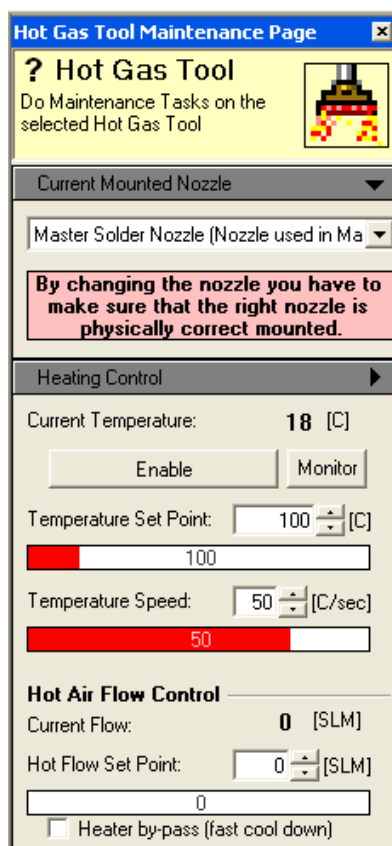 Hot Gas Tool Maintenance Page
? Hot Gas Tool
Do Maintenance Tasks on the
selected Hot Gas Tool
Current Mounted Nozzle
Master Solder Nozzle (Nozzle used in Ma
By changing the nozzle you have to
make sure that the right nozzle is
physically correct mounted.
Heating Control
Current Temperature: 18 [C]
Enable Monitor
Temperature Set Point: 100 [C]
100
Temperature Speed: 50 [C/sec]
50
Hot Air Flow Control
Current Flow: 0 [SLM]
Hot Flow Set Point: 0 [SLM]
0
Heater by-pass (fast cool down)